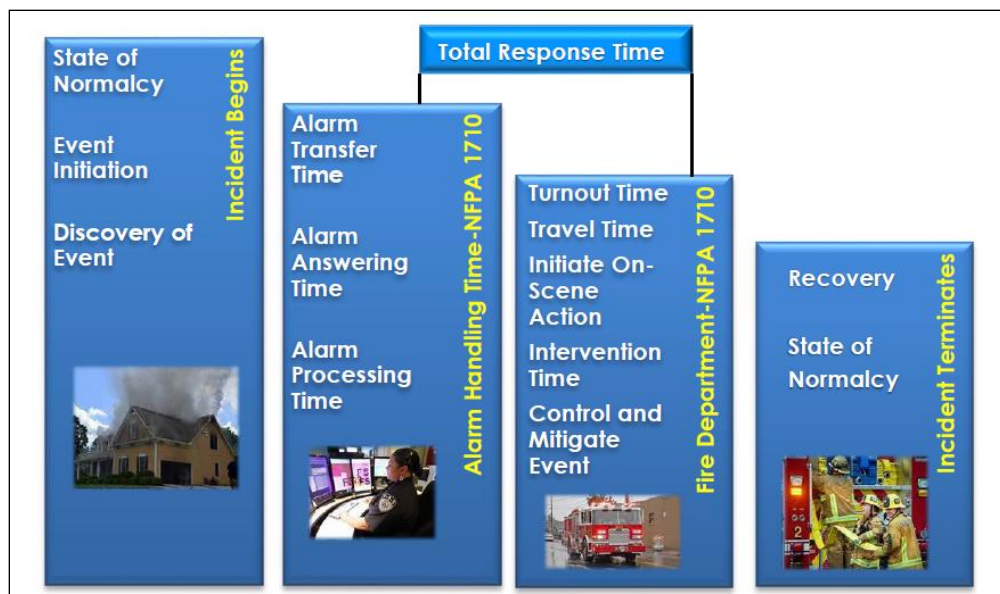 Total Response Time
State of
Normalcy
Event
Initiation
Discovery of
Event
Incident Begins
Alarm
Transfer
Time
Alarm
Answering
Time
Alarm
Processing
Time
Alarm Handling Time-NFPA 1710
Turnout Time
Travel Time
Initiate On-
Scene
Action
Intervention
Time
Control and
Mitigate
Event
Fire Department-NFPA 1710
Recovery
State of
Normalcy
Incident Terminates
2